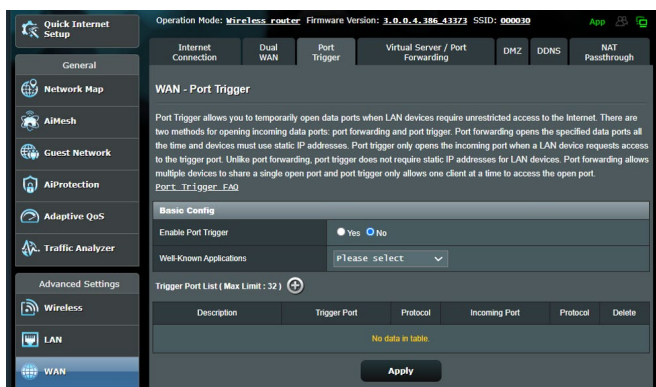 Quick Internet
Setup
Operation Mode: Wireless router Firmware Version: 3.0.0.4.386_43373 SSID: 000030
App
General
Network Map
AiMesh
Guest Network
AiProtection
Adaptive QoS
Traffic Analyzer
Advanced Settings
Wireless
LAN
WAN
Internet
Connection
Dual
WAN
Port
Trigger
Virtual Server / Port
Forwarding
DMZ
DDNS
NAT
Passthrough
WAN - Port Trigger
Port Trigger allows you to temporarily open data ports when LAN devices require unrestricted access to the Internet. There are
two methods for opening incoming data ports: port forwarding and port trigger. Port forwarding opens the specified data ports all
the time and devices must use static IP addresses. Port trigger only opens the incoming port when a LAN device requests access
to the trigger port. Unlike port forwarding, port trigger does not require static IP addresses for LAN devices. Port forwarding allows
multiple devices to share a single open port and port trigger only allows one client at a time to access the open port.
Port Trigger FAQ
Basic Config
Enable Port Trigger Yes No
Well-Known Applications Please select
Trigger Port List ( Max Limit : 32 )
Description Trigger Port Protocol Incoming Port Protocol Delete
No data in table.
Apply